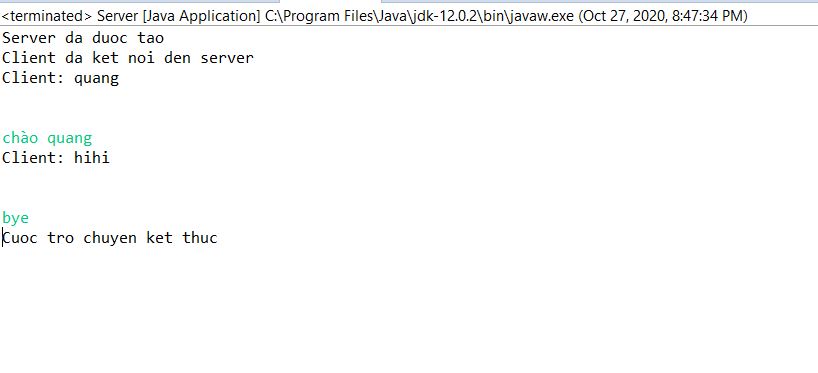 <terminated> Server [Java Application] C:\Program Files\Java\jdk-12.0.2\bin\javaw.exe (Oct 27, 2020, 8:47:34 PM)
Server da duoc tao
Client da ket noi den server
Client: quang
chào quang
Client: hihi
bye
Cuoc tro chuyen ket thuc